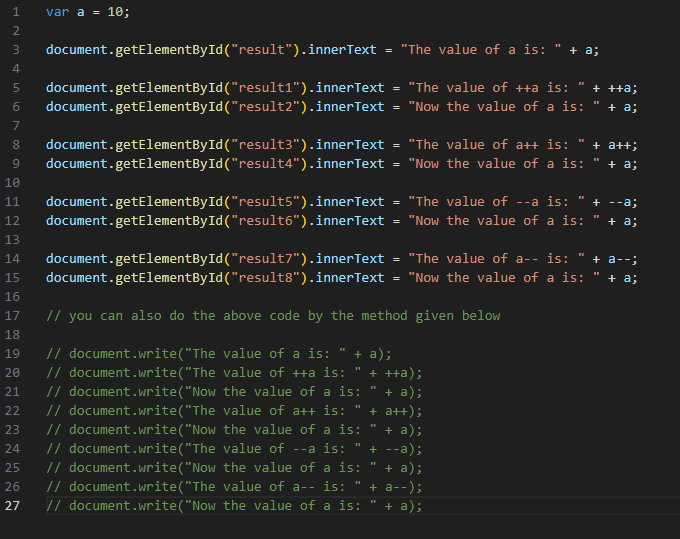 1 var a = 10;
2
3 document.getElementById("result").innerText = "The value of a is: " + a;
4
5 document.getElementById("result1").innerText = "The value of ++a is: " + ++a;
6 document.getElementById("result2").innerText = "Now the value of a is: " + a;
7
8 document.getElementById("result3").innerText = "The value of a++ is: " + a++;
9 document.getElementById("result4").innerText = "Now the value of a is: " + a;
10
11 document.getElementById("result5").innerText = "The value of --a is: " + --a;
12 document.getElementById("result6").innerText = "Now the value of a is: " + a;
13
14 document.getElementById("result7").innerText = "The value of a-- is: " + a--;
15 document.getElementById("result8").innerText = "Now the value of a is: " + a;
16
17 // you can also do the above code by the method given below
18
19 // document.write("The value of a is: " + a);
20 // document.write("The value of ++a is: " + ++a);
21 // document.write("Now the value of a is: " + a);
22 // document.write("The value of a++ is: " + a++);
23 // document.write("Now the value of a is: " + a);
24 // document.write("The value of --a is: " + --a);
25 // document.write("Now the value of a is: " + a);
26 // document.write("The value of a-- is: " + a--);
27 // document.write("Now the value of a is: " + a);